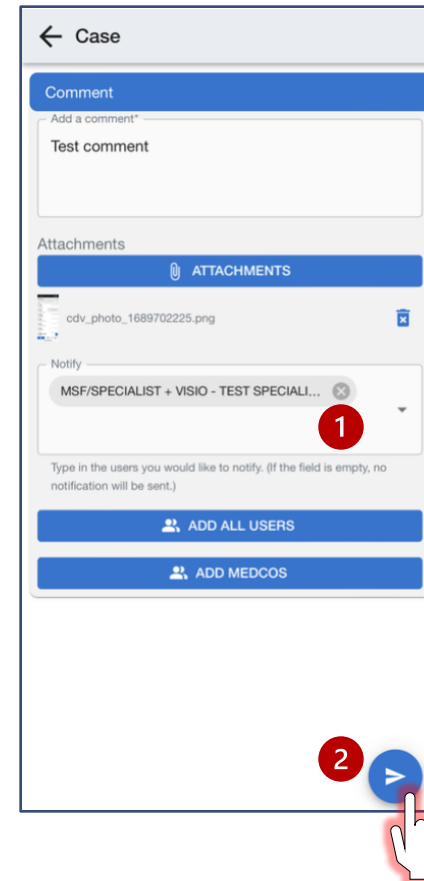 Case
Comment
Add a comment*
Test comment
Attachments
ATTACHMENTS
cdv_photo_1689702225.png
Notify
MSF/SPECIALIST + VISIO - TEST SPECIALI...
1
Type in the users you would like to notify. (If the field is empty, no
notification will be sent.)
ADD ALL USERS
ADD MEDCOS
2